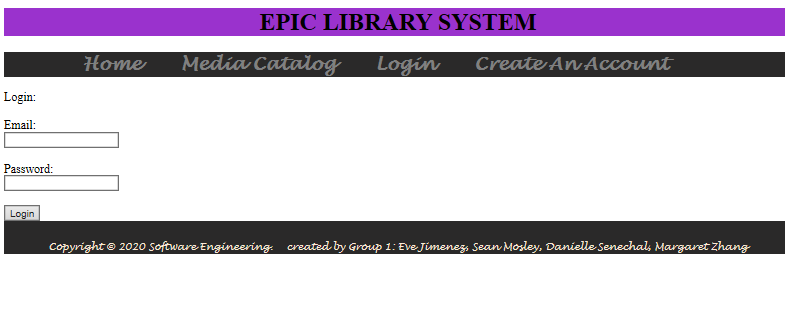 EPIC LIBRARY SYSTEM
Home Media Catalog Login Create An Account
Login:
Email:
Password:
Login
Copyright © 2020 Software Engineering. created by Group 1: Eve Jimenez, Sean Mosley, Danielle Senechal, Margaret Zhang